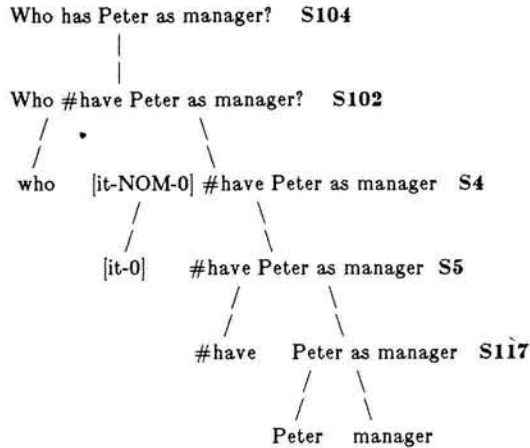 Who has Peter as manager? S104
Who #have Peter as manager? S102
who [it-NOM-0] #have Peter as manager S4
[it-0] #have Peter as manager S5
#have Peter as manager S117
Peter manager